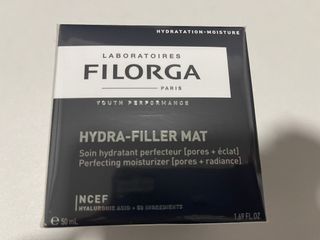 HYDRATATION-MOISTURE
LABORATOIRES
FILORGA
PARIS
YOUTH PERFORMANCE
HYDRA-FILLER MAT
Soin hydratant perfecteur [pores + éclat]
Perfecting moisturizer [pores + radiance]
NCEF
HYALURONIC ACID + 50 INGREDIENTS
℮ 50 mL
1.69 FL. OZ